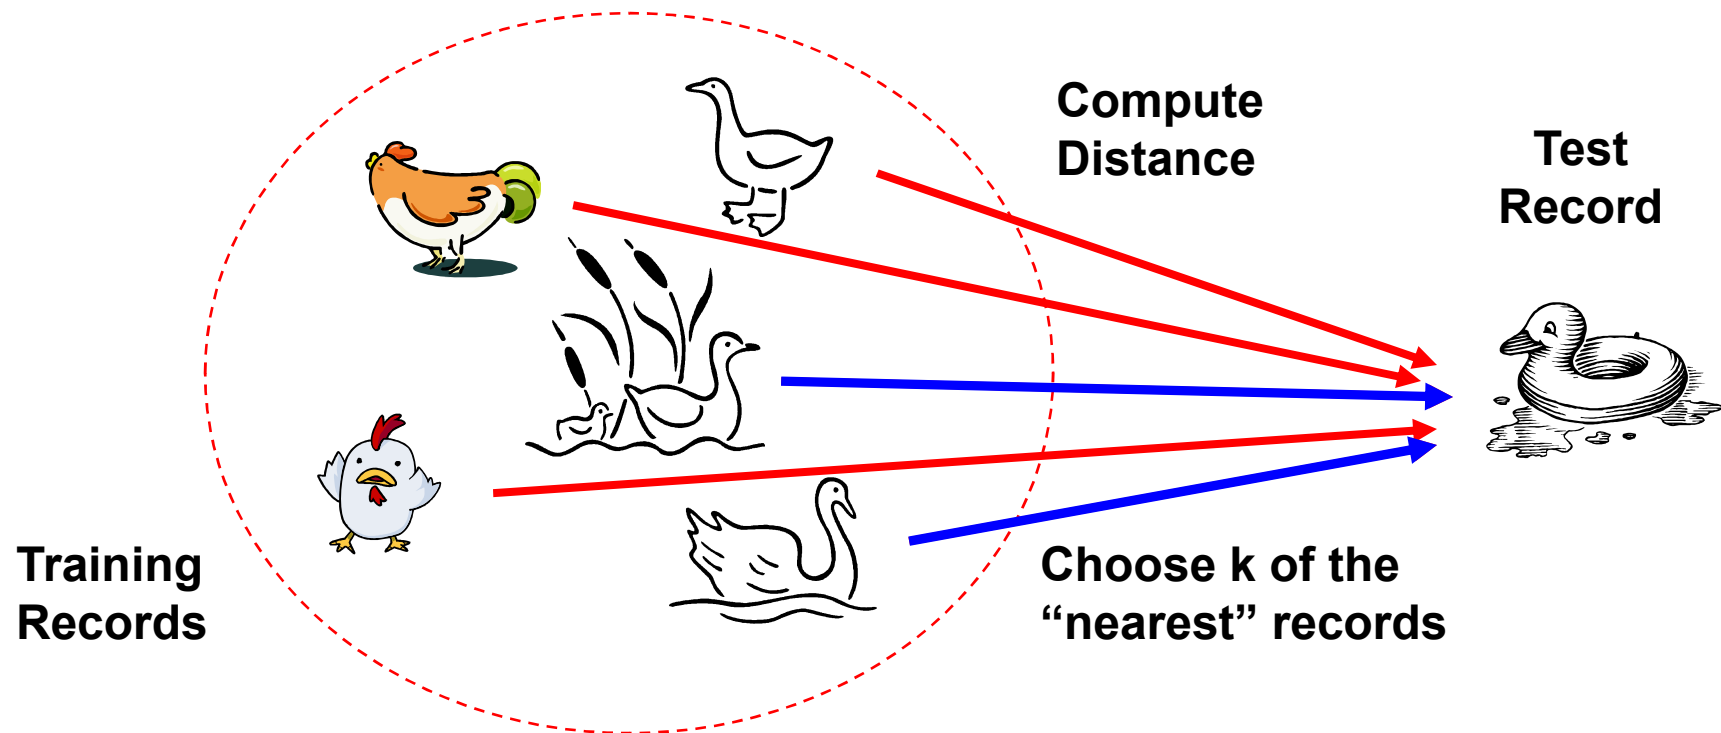 Compute
Distance
Test
Record
Training
Records
Choose k of the
“nearest” records